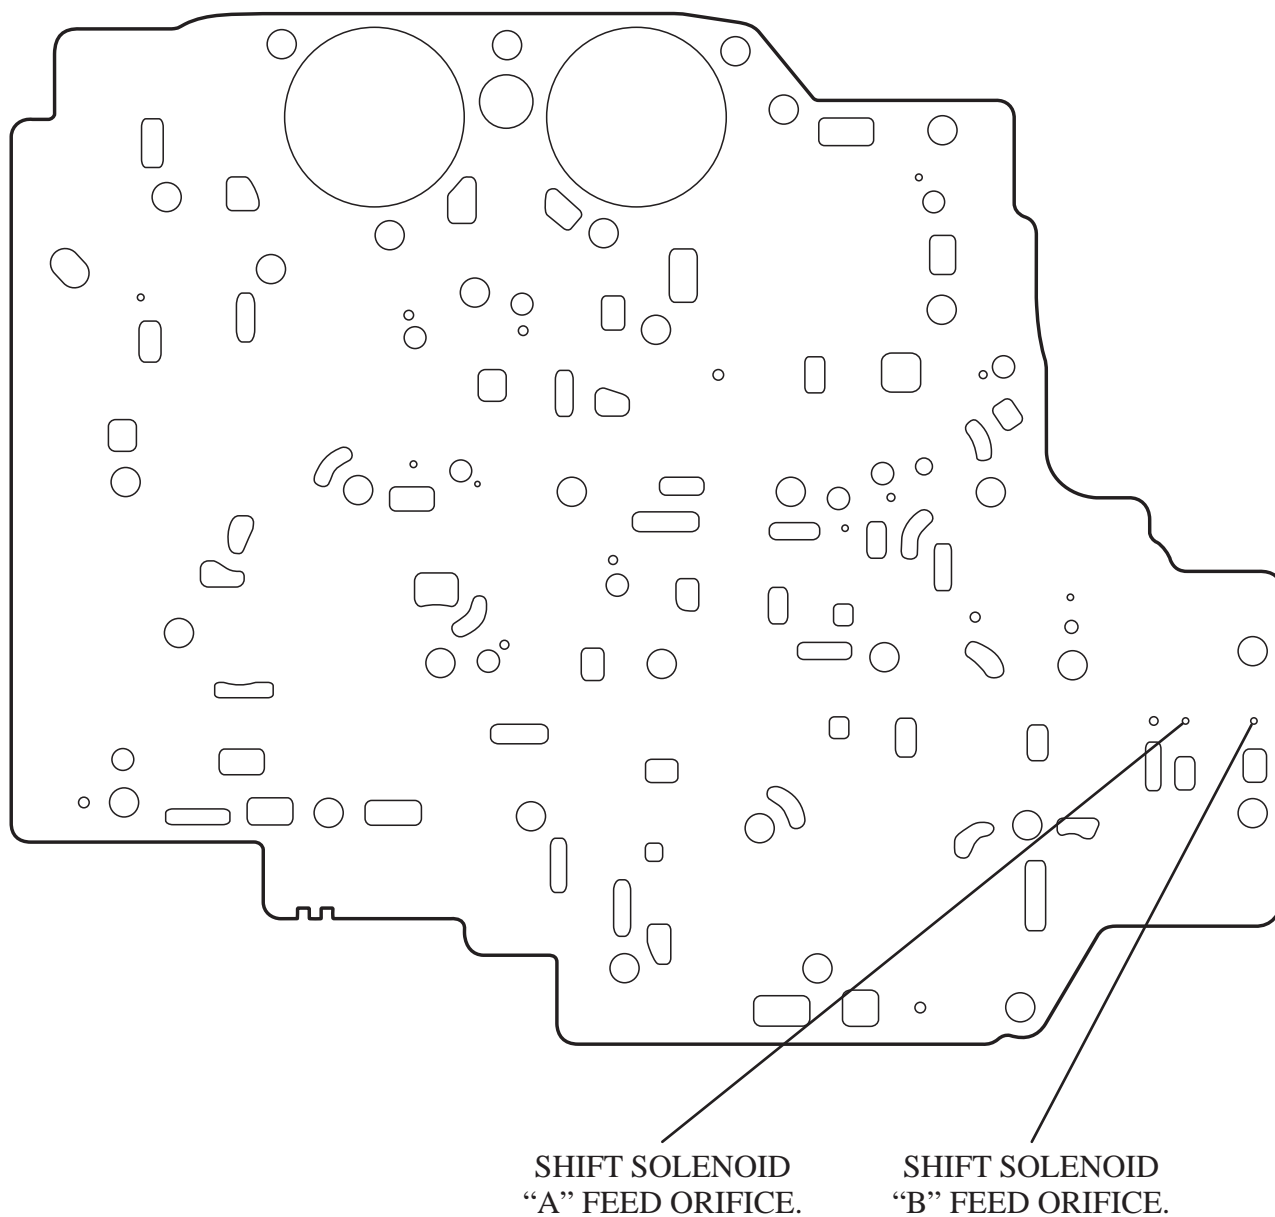 SHIFT SOLENOID
“A” FEED ORIFICE.
SHIFT SOLENOID
“B” FEED ORIFICE.